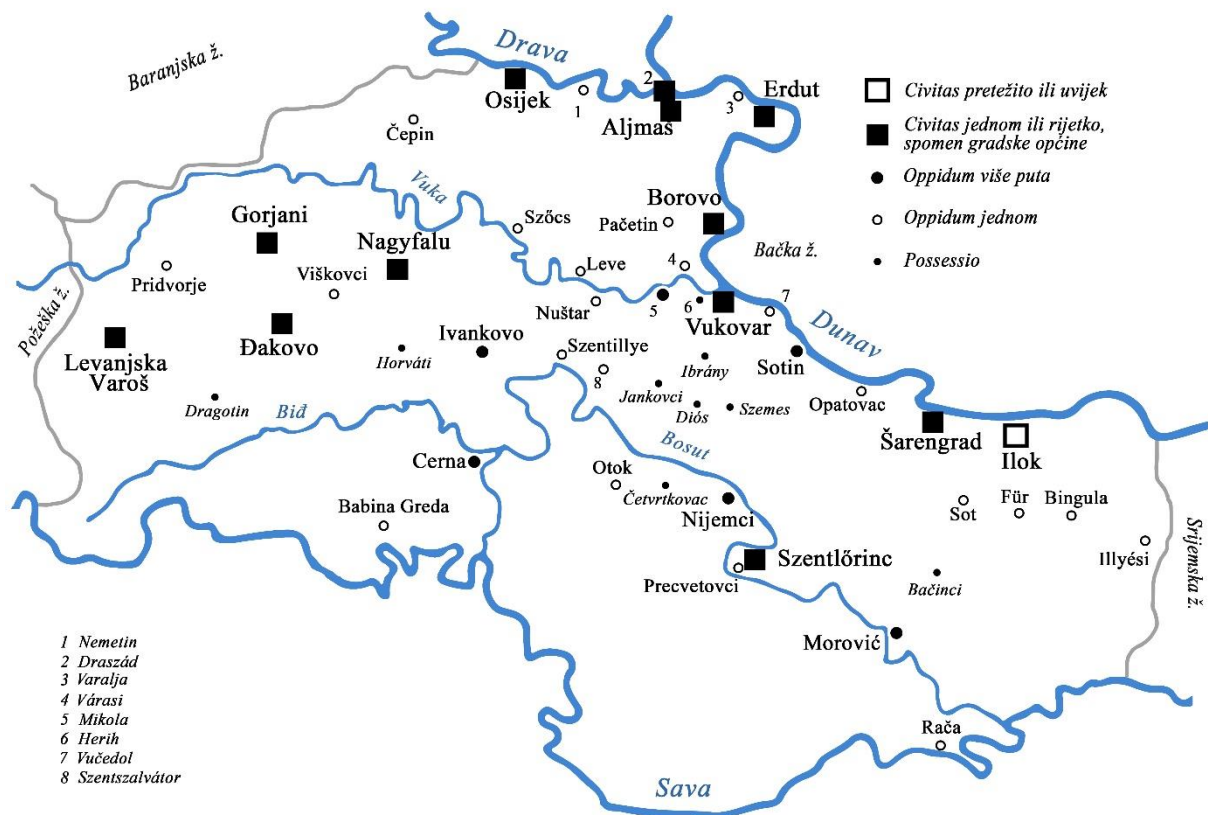 Drava
Baranjska ž.
Osijek
1
2
Aljmaš
3
Erdut
Čepin
Vuka
Gorjani
Nagyfalu
Szőcs
Borovo
Pačetin
Bačka ž.
Pridvorje
Viškovci
Leve
4
Nuštar
5
6
Vukovar
7
Dunav
Požeška ž.
Levanjska
Varoš
Đakovo
Horváti
Ivankovo
Szentillye
8
Ibrány
Sotin
Jankovci
Diós
Szemes
Opatovac
Dragotin
Biđ
Bosut
Šarengrad
Ilok
Cerna
Otok
Četvrtkovac
Nijemci
Babina Greda
Sot
Für
Bingula
Illyési
Srijemska ž.
Szentlőrinc
Precvetovci
Bačinci
Morović
Rača
Sava
Civitas pretežito ili uvijek
Civitas jednom ili rijetko,
spomen gradske općine
Oppidum više puta
Oppidum jednom
Possessio
1 Nemetin
2 Draszád
3 Varalja
4 Várasi
5 Mikola
6 Herih
7 Vučedol
8 Szentszalvátor